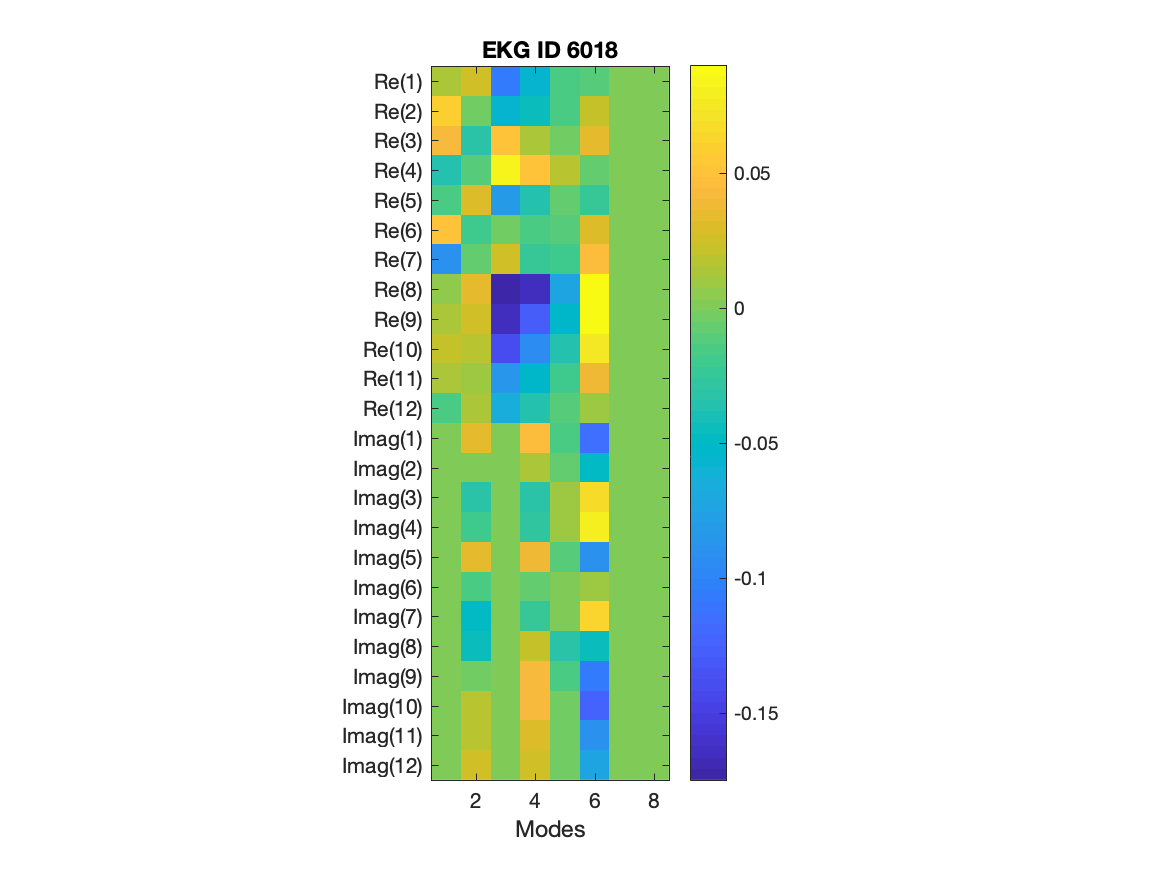 EKG ID 6018
Re(1)
Re(2)
Re(3)
Re(4)
Re(5)
Re(6)
Re(7)
Re(8)
Re(9)
Re(10)
Re(11)
Re(12)
Imag(1)
Imag(2)
Imag(3)
Imag(4)
Imag(5)
Imag(6)
Imag(7)
Imag(8)
Imag(9)
Imag(10)
Imag(11)
Imag(12)
2 4 6 8
Modes
0.05
0
-0.05
-0.1
-0.15